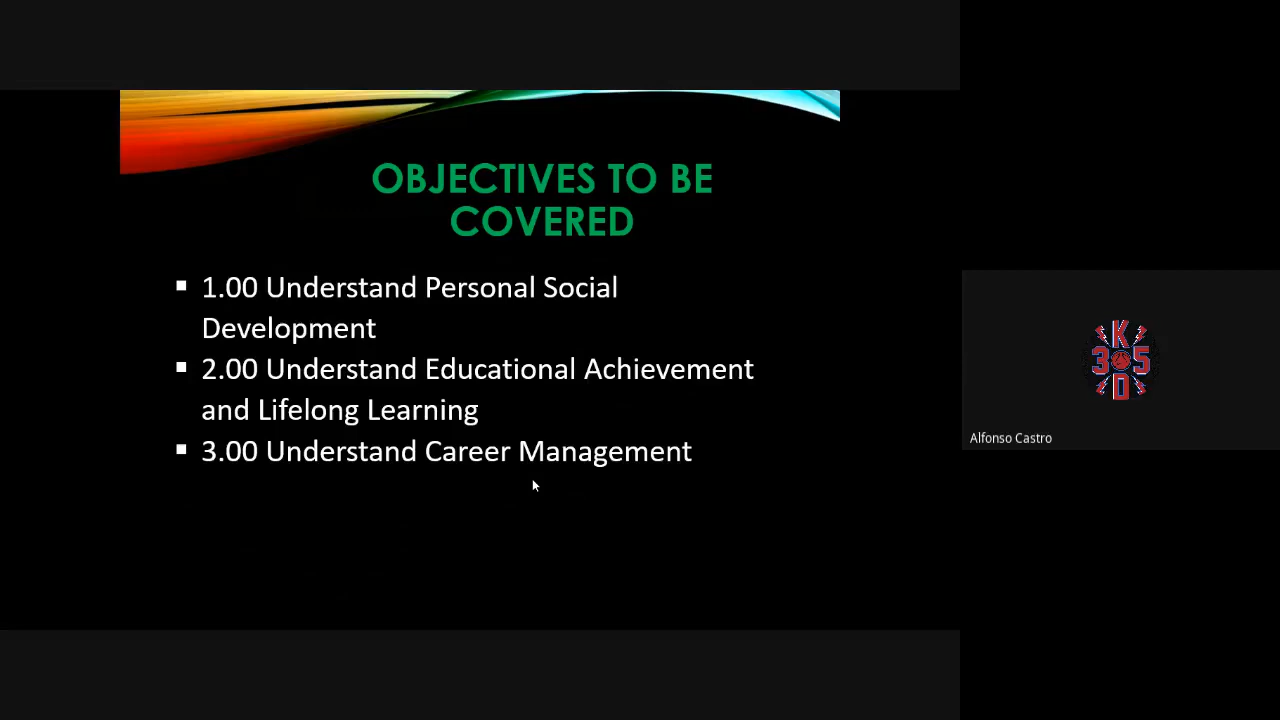 OBJECTIVES TO BE
COVERED
▪ 1.00 Understand Personal Social
Development
▪ 2.00 Understand Educational Achievement
and Lifelong Learning
▪ 3.00 Understand Career Management
K
305
D
Alfonso Castro